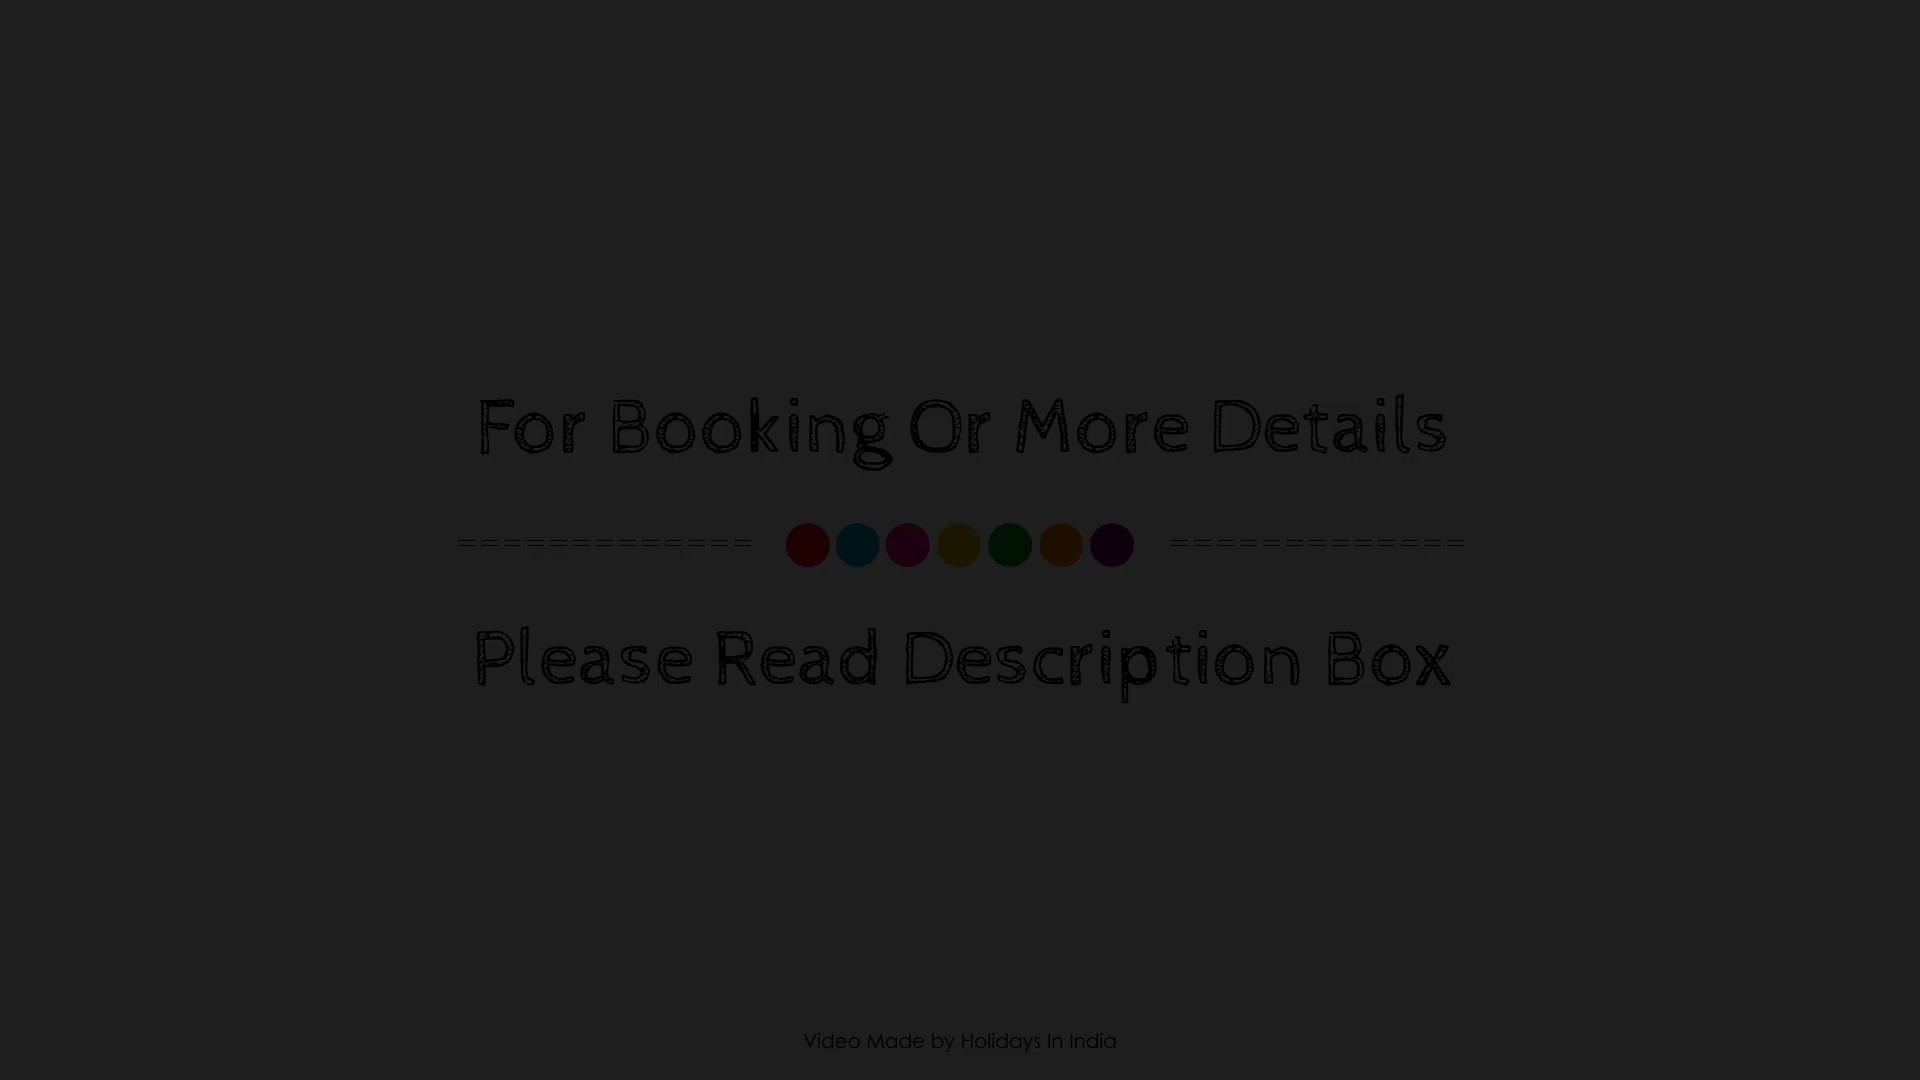 For Booking Or More Details
============= =============
Please Read Description Box
Video Made by Holidays In India